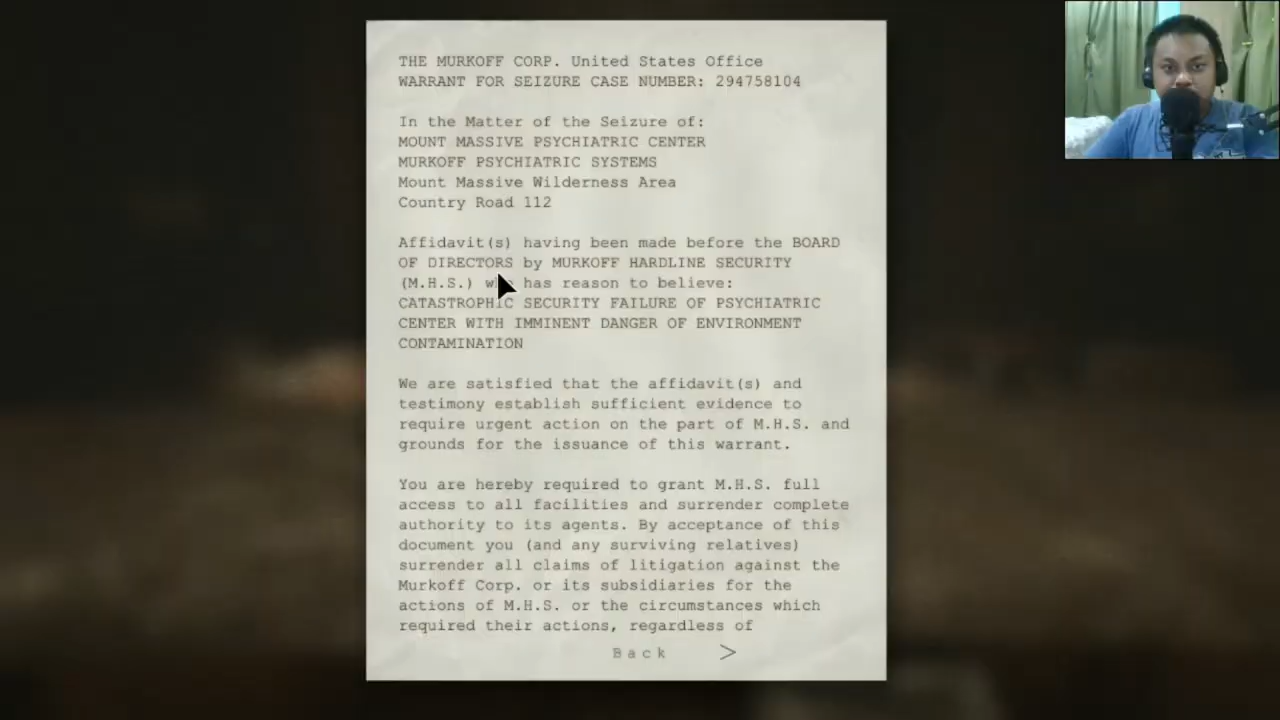 THE MURKOFF CORP. United States Office
WARRANT FOR SEIZURE CASE NUMBER: 294758104
In the Matter of the Seizure of:
MOUNT MASSIVE PSYCHIATRIC CENTER
MURKOFF PSYCHIATRIC SYSTEMS
Mount Massive Wilderness Area
Country Road 112
Affidavit(s) having been made before the BOARD
OF DIRECTORS by MURKOFF HARDLINE SECURITY
(M.H.S.) who has reason to believe:
CATASTROPHIC SECURITY FAILURE OF PSYCHIATRIC
CENTER WITH IMMINENT DANGER OF ENVIRONMENT
CONTAMINATION
We are satisfied that the affidavit(s) and
testimony establish sufficient evidence to
require urgent action on the part of M.H.S. and
grounds for the issuance of this warrant.
You are hereby required to grant M.H.S. full
access to all facilities and surrender complete
authority to its agents. By acceptance of this
document you (and any surviving relatives)
surrender all claims of litigation against the
Murkoff Corp. or its subsidiaries for the
actions of M.H.S. or the circumstances which
required their actions, regardless of
Back >